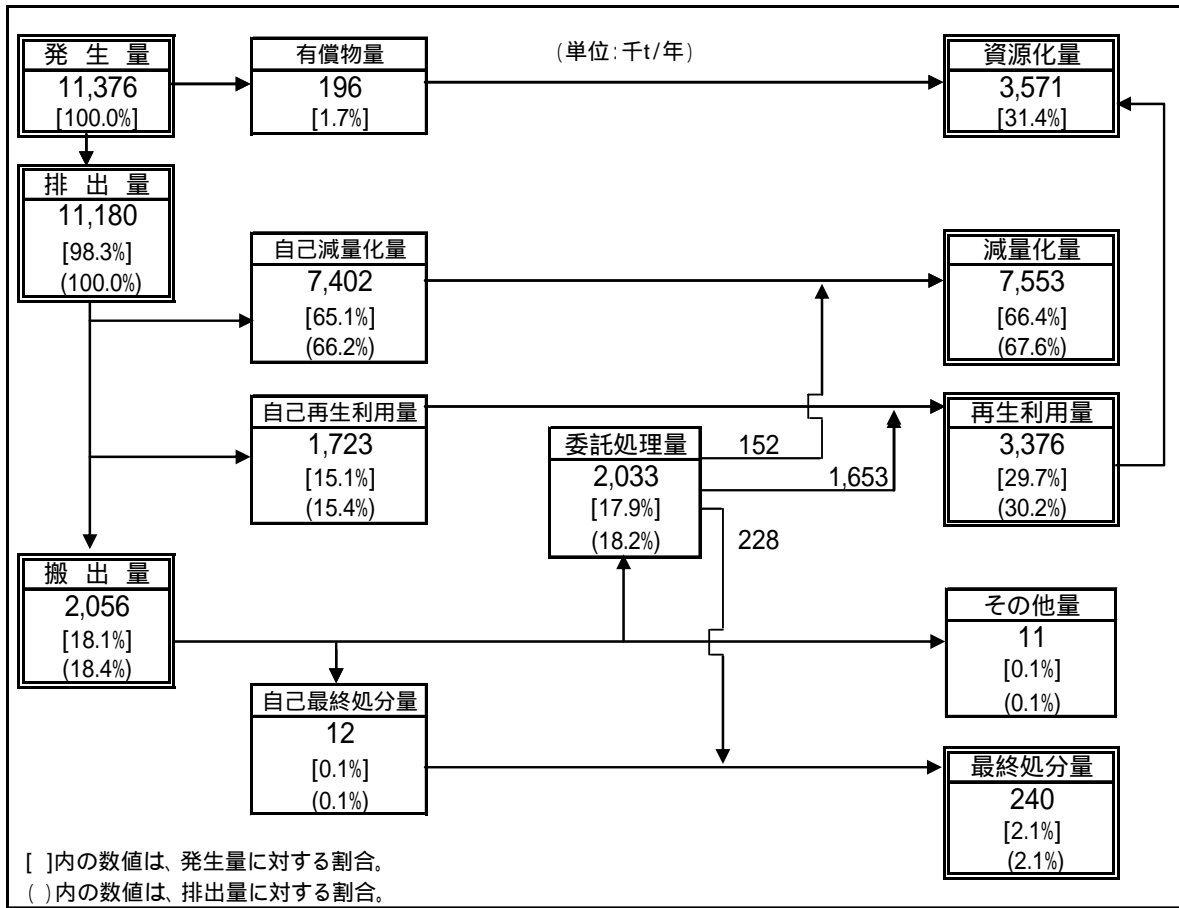 発 生 量
11,376
[100.0%]
有償物量
196
[1.7%]
(単位:千t/年)
資源化量
3,571
[31.4%]
排 出 量
11,180
[98.3%]
(100.0%)
自己減量化量
7,402
[65.1%]
(66.2%)
減量化量
7,553
[66.4%]
(67.6%)
自己再生利用量
1,723
[15.1%]
(15.4%)
委託処理量
2,033
[17.9%]
(18.2%)
152
1,653
228
再生利用量
3,376
[29.7%]
(30.2%)
搬 出 量
2,056
[18.1%]
(18.4%)
その他量
11
[0.1%]
(0.1%)
自己最終処分量
12
[0.1%]
(0.1%)
最終処分量
240
[2.1%]
(2.1%)
[ ]内の数値は、発生量に対する割合。
( )内の数値は、排出量に対する割合。